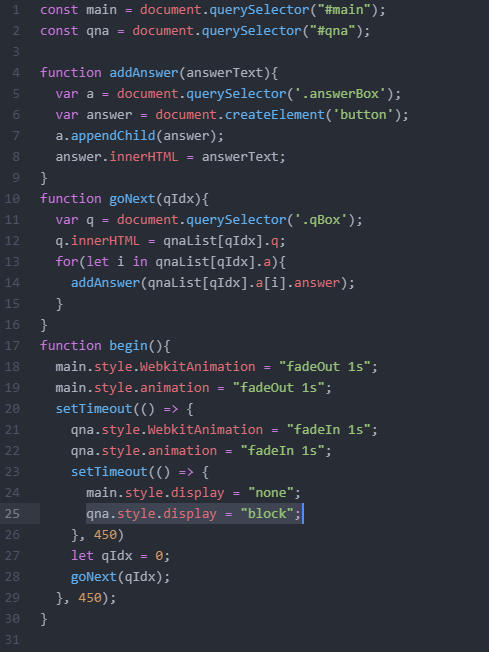 1 const main = document.querySelector("#main");
2 const qna = document.querySelector("#qna");
3
4 function addAnswer(answerText){
5   var a = document.querySelector('.answerBox');
6   var answer = document.createElement('button');
7   a.appendChild(answer);
8   answer.innerHTML = answerText;
9 }
10 function goNext(qIdx){
11   var q = document.querySelector('.qBox');
12   q.innerHTML = qnaList[qIdx].q;
13   for(let i in qnaList[qIdx].a){
14     addAnswer(qnaList[qIdx].a[i].answer);
15   }
16 }
17 function begin(){
18   main.style.WebkitAnimation = "fadeOut 1s";
19   main.style.animation = "fadeOut 1s";
20   setTimeout(() => {
21     qna.style.WebkitAnimation = "fadeIn 1s";
22     qna.style.animation = "fadeIn 1s";
23     setTimeout(() => {
24       main.style.display = "none";
25       qna.style.display = "block";
26     }, 450)
27     let qIdx = 0;
28     goNext(qIdx);
29   }, 450);
30 }
31